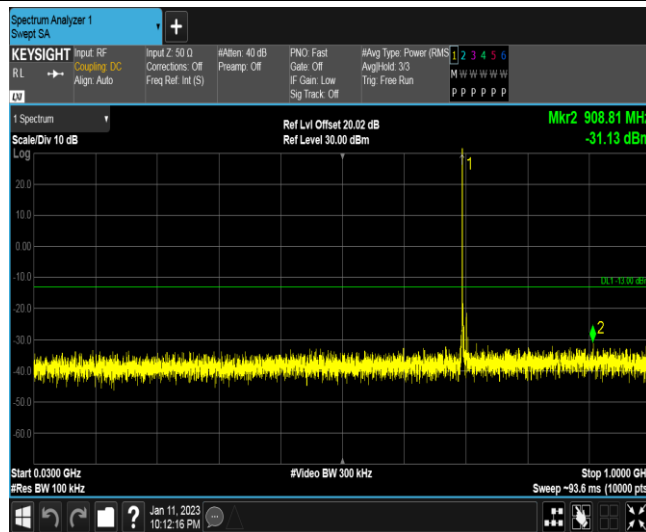 Spectrum Analyzer 1
Swept SA
+
KEYSIGHT
RL
LXI
Input: RF
Coupling: DC
Align: Auto
Input Z: 50 Ω
Corrections: Off
Freq Ref: Int (S)
#Atten: 40 dB
Preamp: Off
PNO: Fast
Gate: Off
IF Gain: Low
Sig Track: Off
#Avg Type: Power (RMS
Avg|Hold: 3/3
Trig: Free Run
1 2 3 4 5 6
M W W W W W
P P P P P P
1 Spectrum
Scale/Div 10 dB
Ref Lvl Offset 20.02 dB
Ref Level 30.00 dBm
Mkr2 908.81 MHz
-31.13 dBm
Log
1
20.0
10.0
0.00
-10.0
DL1 -13.00 dBm
-20.0
2
-30.0
-40.0
-50.0
-60.0
Start 0.0300 GHz
#Video BW 300 kHz
Stop 1.0000 GHz
#Res BW 100 kHz
Sweep ~93.6 ms (10000 pts
?
Jan 11, 2023
10:12:16 PM